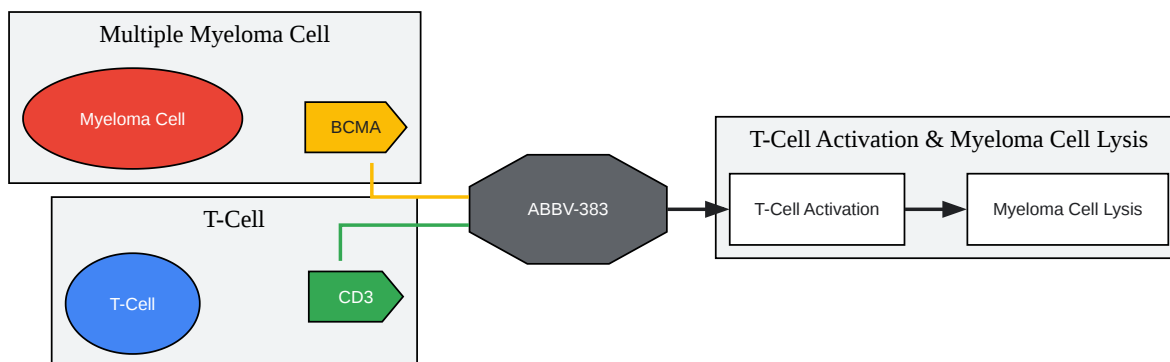 Multiple Myeloma Cell
Myeloma Cell
BCMA
T-Cell
T-Cell
CD3
ABBV-383
T-Cell Activation & Myeloma Cell Lysis
T-Cell Activation
Myeloma Cell Lysis